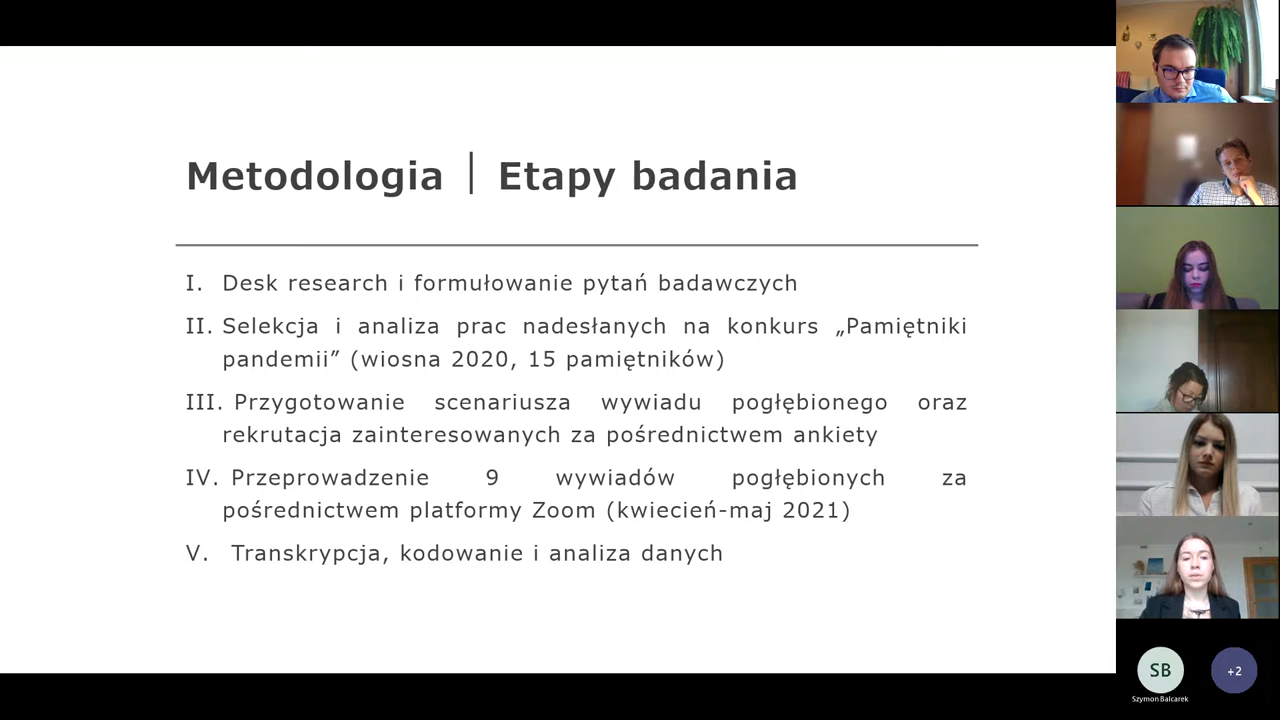 Metodologia | Etapy badania
I. Desk research i formułowanie pytań badawczych
II. Selekcja i analiza prac nadesłanych na konkurs „Pamiętniki
pandemii” (wiosna 2020, 15 pamiętników)
III. Przygotowanie scenariusza wywiadu pogłębionego oraz
rekrutacja zainteresowanych za pośrednictwem ankiety
IV. Przeprowadzenie 9 wywiadów pogłębionych za
pośrednictwem platformy Zoom (kwiecień-maj 2021)
V. Transkrypcja, kodowanie i analiza danych
SB
+2
Szymon Balcarek